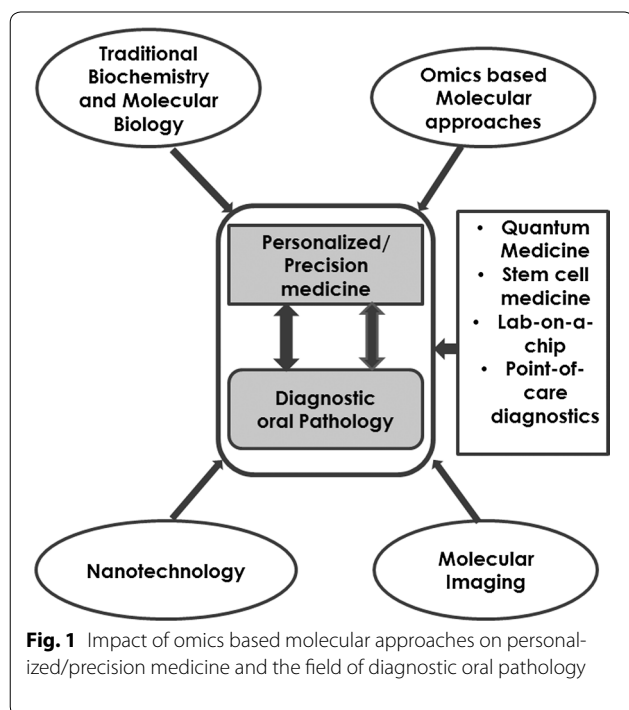 Traditional
Biochemistry
and Molecular
Biology
Omics based
Molecular
approaches
Personalized/
Precision
medicine
• Quantum
Medicine
• Stem cell
medicine
• Lab-on-a-
chip
• Point-of-
care
diagnostics
Diagnostic
oral Pathology
Nanotechnology
Molecular
Imaging
Fig. 1 Impact of omics based molecular approaches on personal-
ized/precision medicine and the field of diagnostic oral pathology